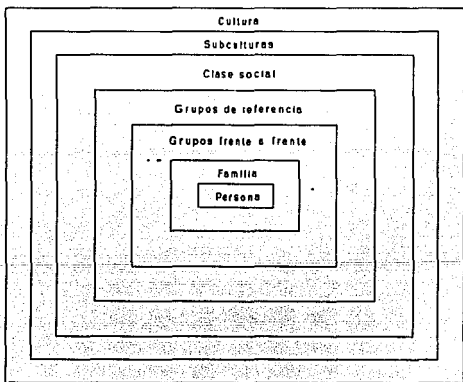 Cultura
Subculturas
Clase social
Grupos de referencia
Grupos frente a frente
Familia
Persona